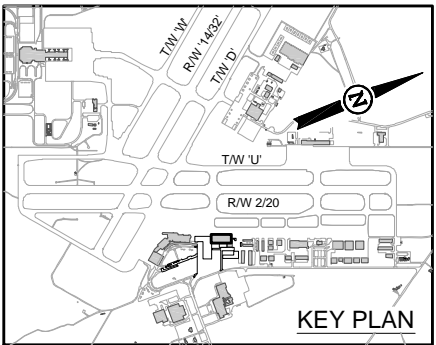 T/W 'W'
R/W '14/32'
T/W 'D'
N
T/W 'U'
R/W 2/20
KEY PLAN